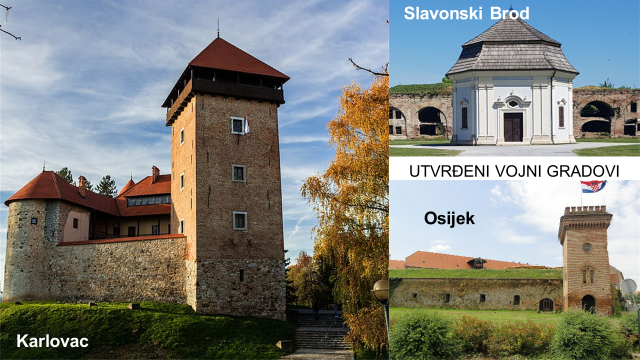 Slavonski Brod
UTVRĐENI VOJNI GRADOVI
Osijek
Karlovac